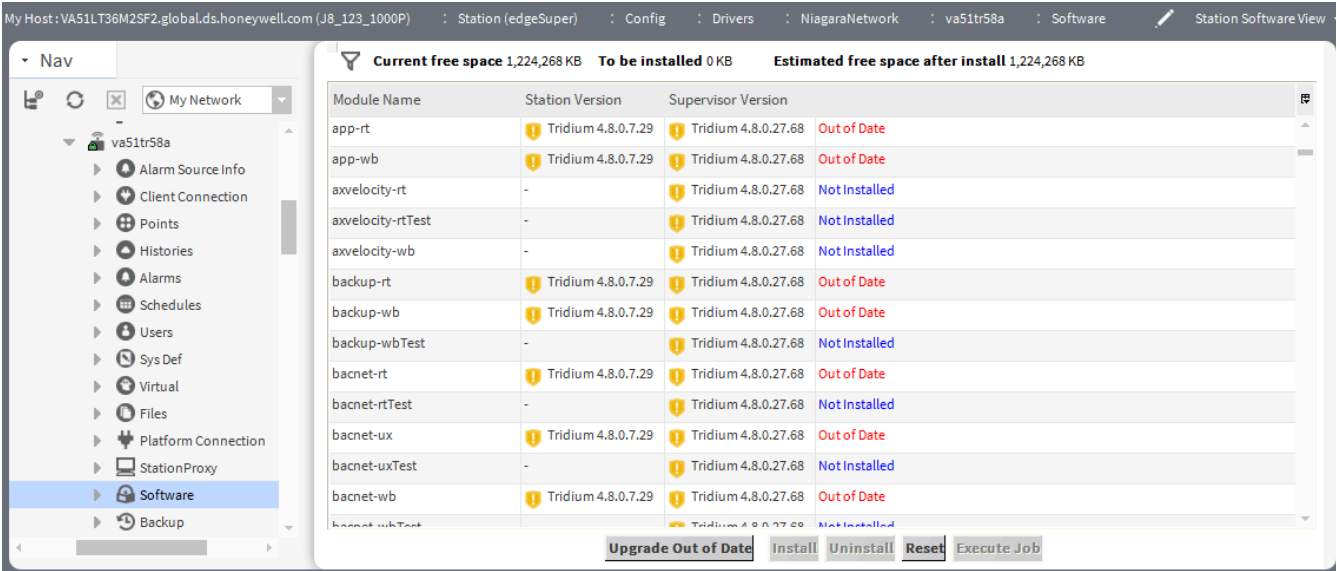 My Host : VA51LT36M2SF2.global.ds.honeywell.com (J8_123_1000P) : Station (edgeSuper) : Config : Drivers : NiagaraNetwork : va51tr58a : Software Station Software View
Nav
My Network
va51tr58a
Alarm Source Info
Client Connection
Points
Histories
Alarms
Schedules
Users
Sys Def
Virtual
Files
Platform Connection
StationProxy
Software
Backup
Current free space 1,224,268 KB To be installed 0 KB Estimated free space after install 1,224,268 KB
Module Name Station Version Supervisor Version
app-rt Tridium 4.8.0.7.29 Tridium 4.8.0.27.68 Out of Date
app-wb Tridium 4.8.0.7.29 Tridium 4.8.0.27.68 Out of Date
axvelocity-rt - Tridium 4.8.0.27.68 Not Installed
axvelocity-rtTest - Tridium 4.8.0.27.68 Not Installed
axvelocity-wb - Tridium 4.8.0.27.68 Not Installed
backup-rt Tridium 4.8.0.7.29 Tridium 4.8.0.27.68 Out of Date
backup-wb Tridium 4.8.0.7.29 Tridium 4.8.0.27.68 Out of Date
backup-wbTest - Tridium 4.8.0.27.68 Not Installed
bacnet-rt Tridium 4.8.0.7.29 Tridium 4.8.0.27.68 Out of Date
bacnet-rtTest - Tridium 4.8.0.27.68 Not Installed
bacnet-ux Tridium 4.8.0.7.29 Tridium 4.8.0.27.68 Out of Date
bacnet-uxTest - Tridium 4.8.0.27.68 Not Installed
bacnet-wb Tridium 4.8.0.7.29 Tridium 4.8.0.27.68 Out of Date
bacnet-wbTest Tridium 4.8.0.27.68 Not Installed
Upgrade Out of Date Install Uninstall Reset Execute Job